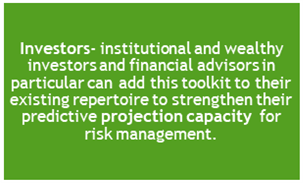 Investors- institutional and wealthy
investors and financial advisors in
particular can add this toolkit to their
existing repertoire to strengthen their
predictive projection capacity for
risk management.